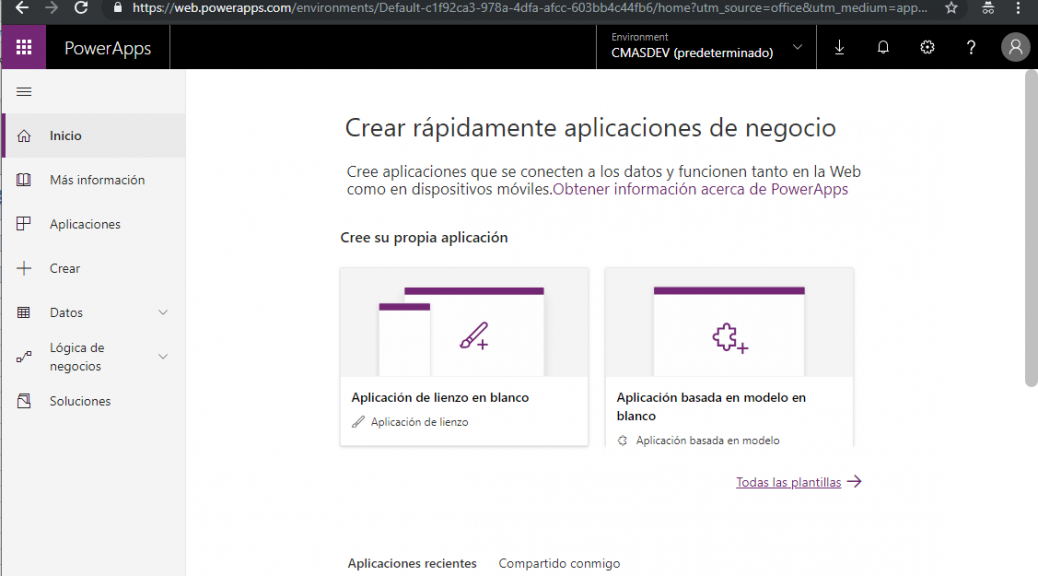 https://web.powerapps.com/environments/Default-c1f92ca3-978a-4dfa-afcc-603bb4c44fb6/home?utm_source=office&utm_medium=app...
PowerApps
Environment
CMASDEV (predeterminado)
?
Inicio
Más información
Aplicaciones
Crear
Datos
Lógica de
negocios
Soluciones
Crear rápidamente aplicaciones de negocio
Cree aplicaciones que se conecten a los datos y funcionen tanto en la Web
como en dispositivos móviles.Obtener información acerca de PowerApps
Cree su propia aplicación
Aplicación de lienzo en blanco
Aplicación de lienzo
Aplicación basada en modelo en
blanco
Aplicación basada en modelo
Todas las plantillas
Aplicaciones recientes
Compartido conmigo